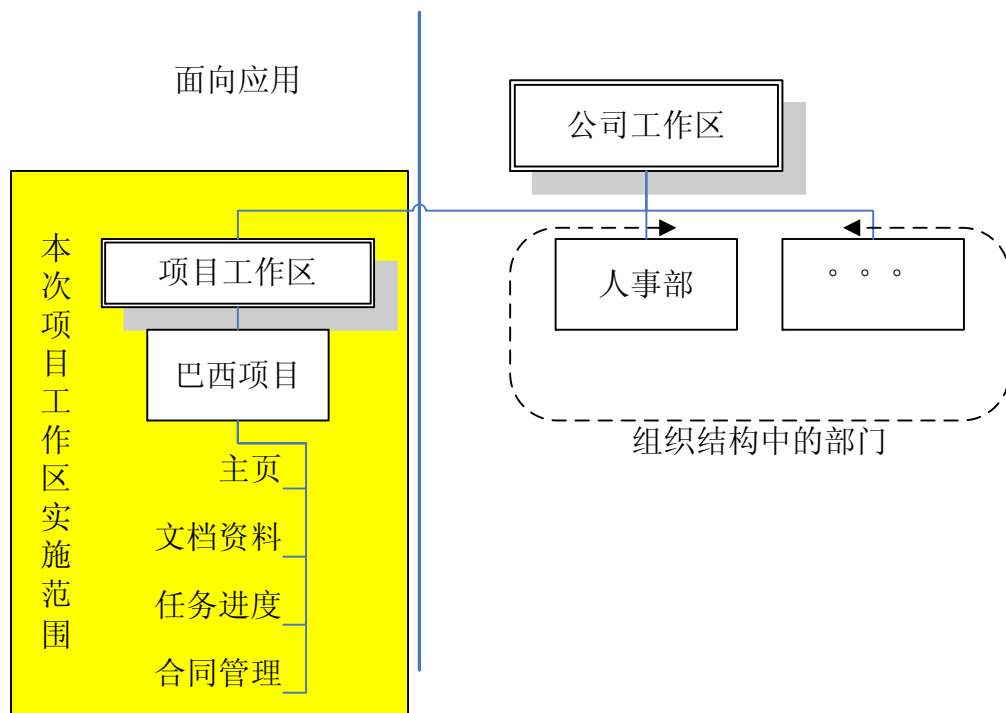 面向应用
公司工作区
本次项目工作区实施范围
项目工作区
人事部
。。。
巴西项目
组织结构中的部门
主页
文档资料
任务进度
合同管理